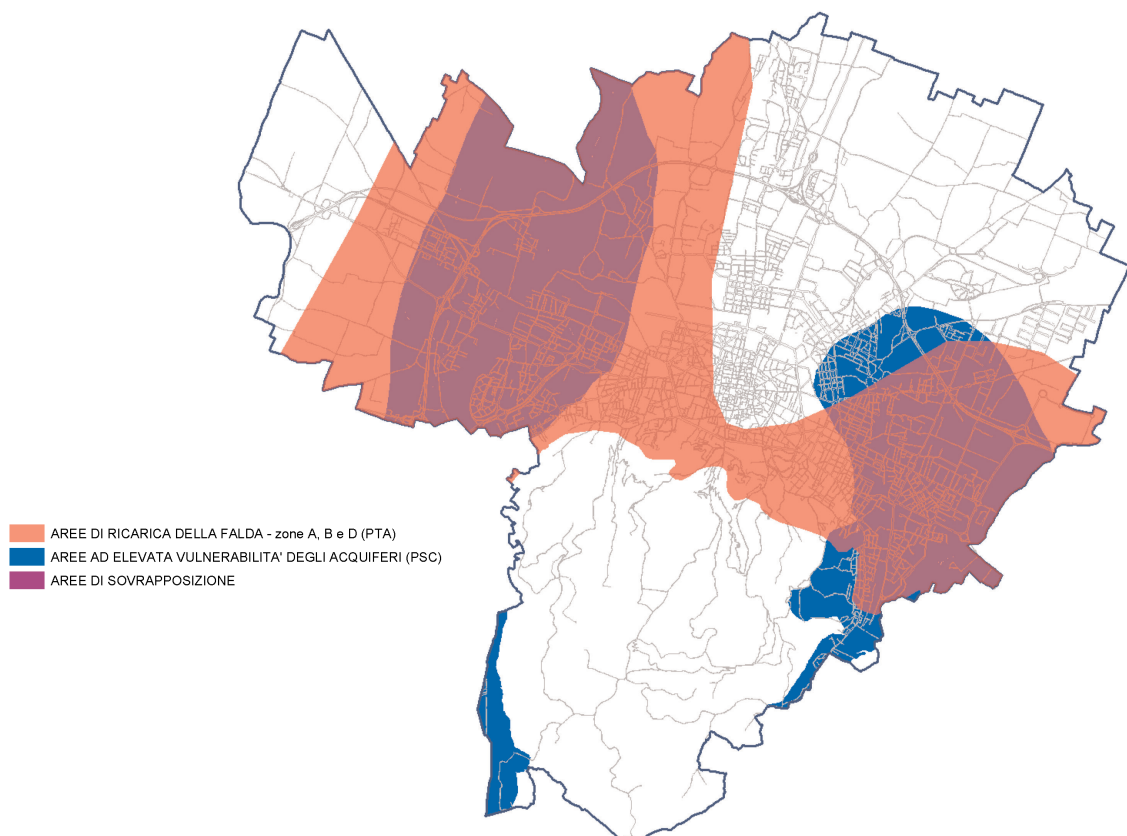 AREE DI RICARICA DELLA FALDA - zone A, B e D (PTA)
AREE AD ELEVATA VULNERABILITA' DEGLI ACQUIFERI (PSC)
AREE DI SOVRAPPOSIZIONE